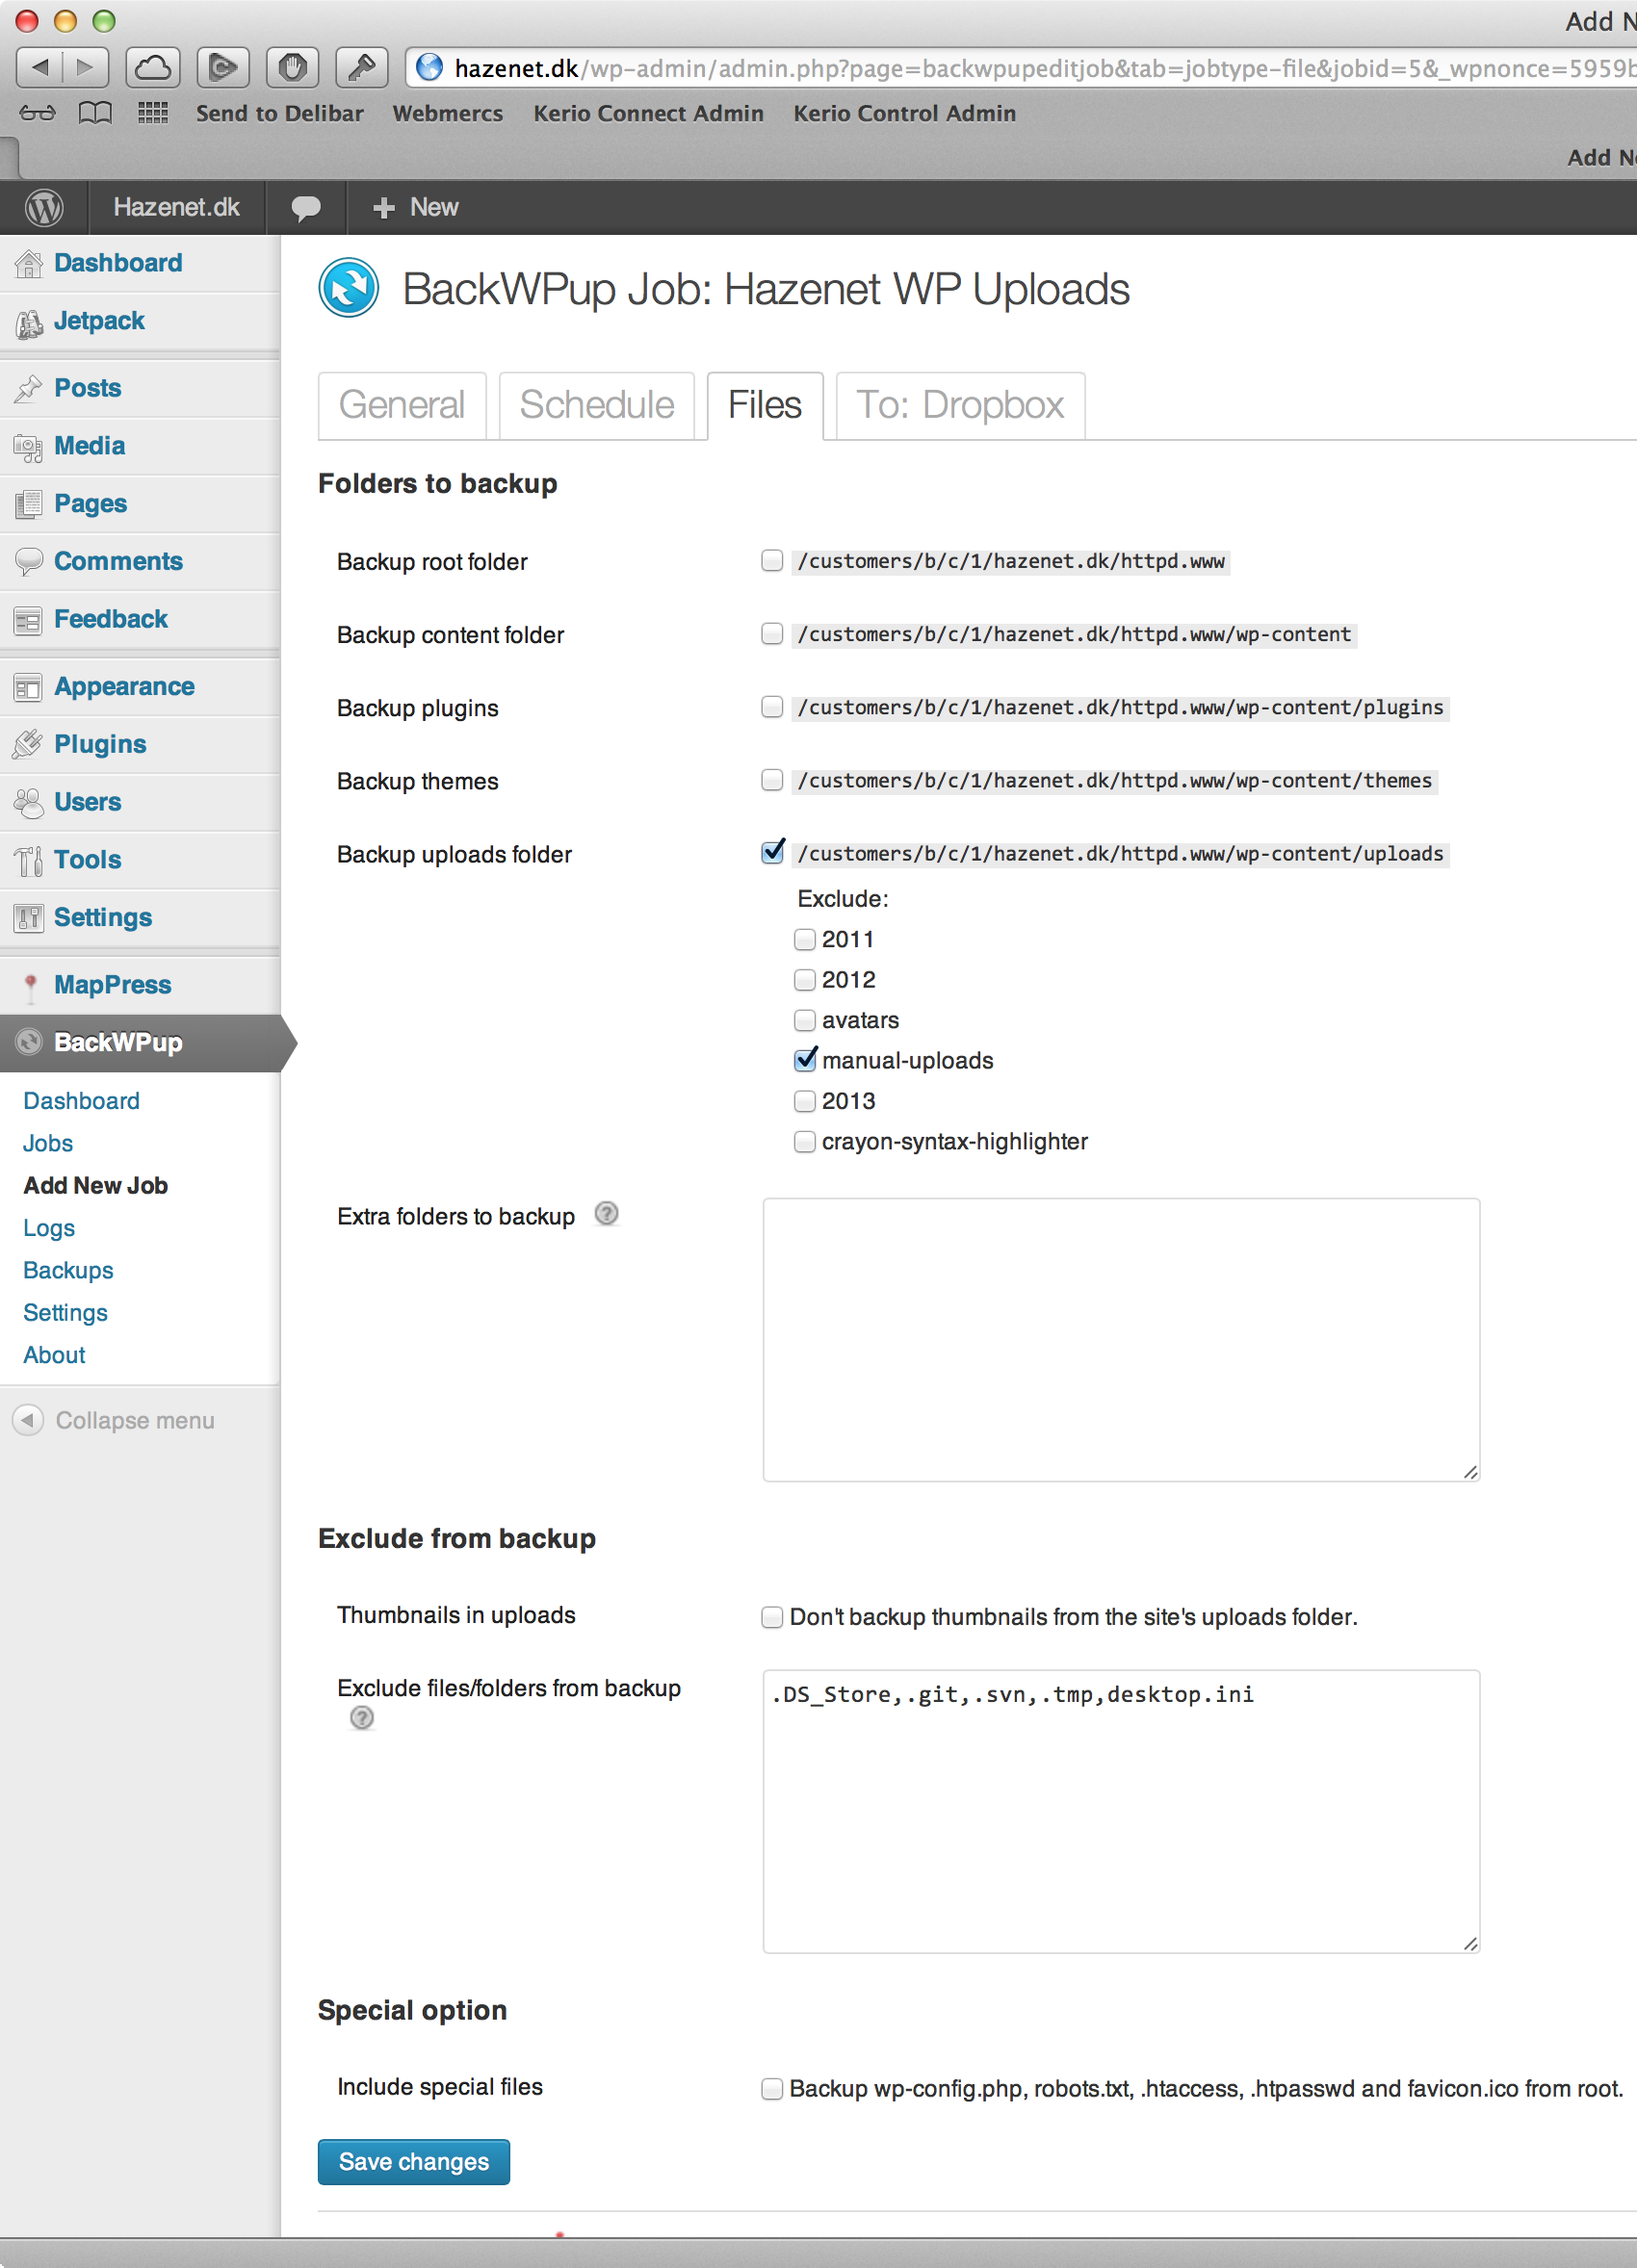 Add N
hazenet.dk/wp-admin/admin.php?page=backwpupeditjob&tab=jobtype-file&jobid=5&_wpnonce=5959b
Send to Delibar Webmercs Kerio Connect Admin Kerio Control Admin
Add N
Hazenet.dk New
Dashboard
Jetpack
Posts
Media
Pages
Comments
Feedback
Appearance
Plugins
Users
Tools
Settings
MapPress
BackWPup
Dashboard
Jobs
Add New Job
Logs
Backups
Settings
About
Collapse menu
BackWPup Job: Hazenet WP Uploads
General Schedule Files To: Dropbox
Folders to backup
Backup root folder /customers/b/c/1/hazenet.dk/httpd.www
Backup content folder /customers/b/c/1/hazenet.dk/httpd.www/wp-content
Backup plugins /customers/b/c/1/hazenet.dk/httpd.www/wp-content/plugins
Backup themes /customers/b/c/1/hazenet.dk/httpd.www/wp-content/themes
Backup uploads folder /customers/b/c/1/hazenet.dk/httpd.www/wp-content/uploads
Exclude:
2011
2012
avatars
manual-uploads
2013
crayon-syntax-highlighter
Extra folders to backup ?
Exclude from backup
Thumbnails in uploads Don't backup thumbnails from the site's uploads folder.
Exclude files/folders from backup .DS_Store,.git,.svn,.tmp,desktop.ini
?
Special option
Include special files Backup wp-config.php, robots.txt, .htaccess, .htpasswd and favicon.ico from root.
Save changes